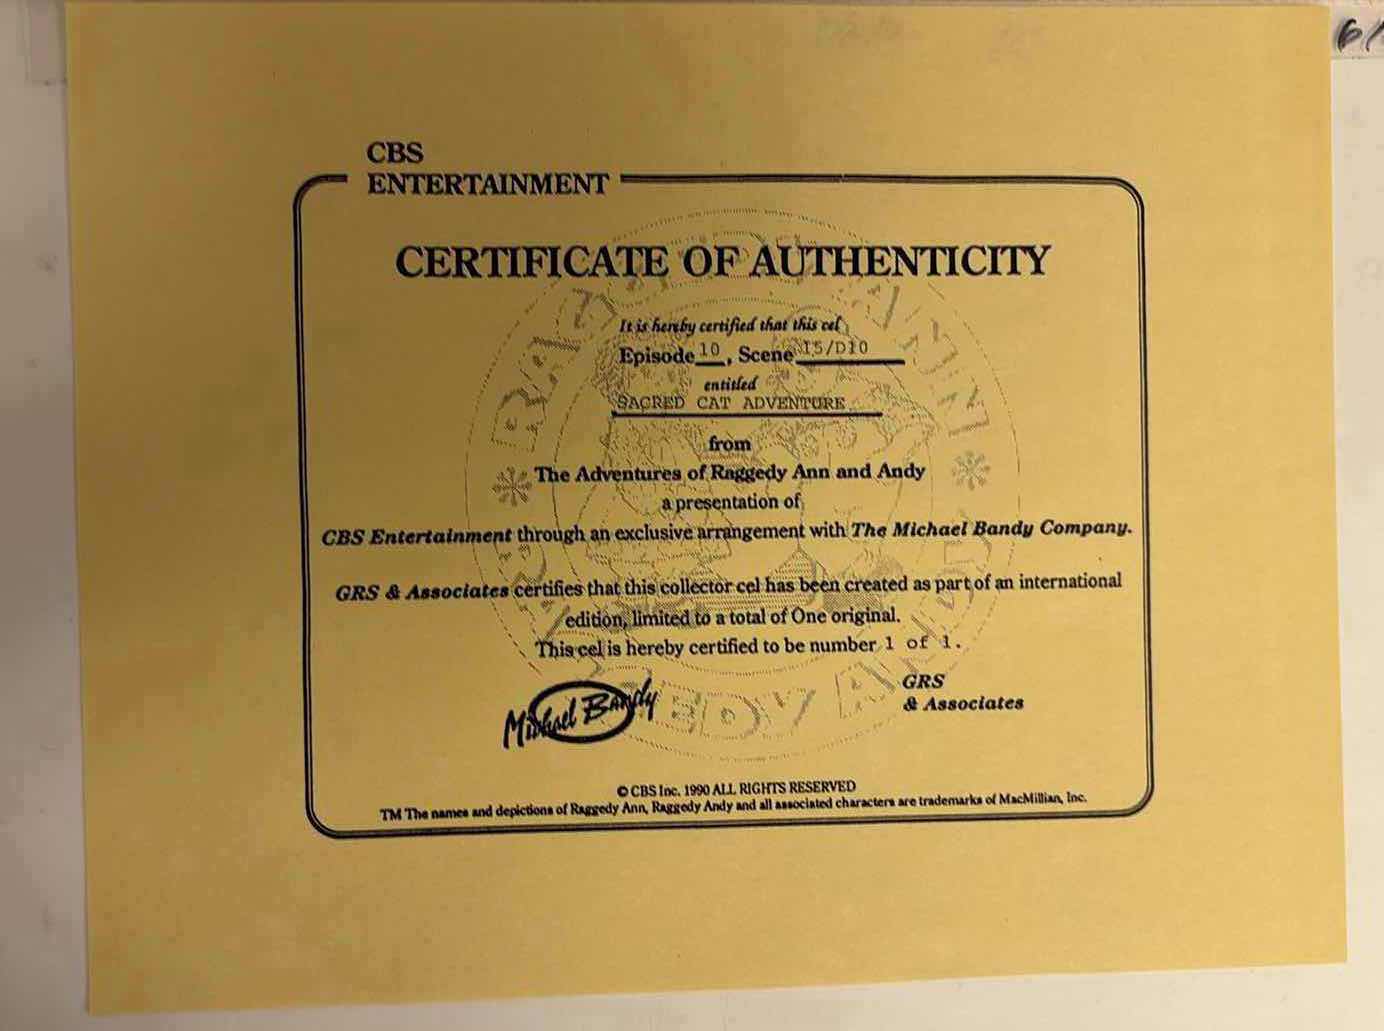 CBS
ENTERTAINMENT
CERTIFICATE OF AUTHENTICITY
It is hereby certified that this cel
Episode 10, Scene 15/D10
entitled
SACRED CAT ADVENTURE
from
The Adventures of Raggedy Ann and Andy
a presentation of
CBS Entertainment through an exclusive arrangement with The Michael Bandy Company.
GRS & Associates certifies that this collector cel has been created as part of an international
edition, limited to a total of One original.
This cel is hereby certified to be number 1 of 1.
Michael Bandy
GRS
& Associates
© CBS Inc. 1990 ALL RIGHTS RESERVED
TM The names and depictions of Raggedy Ann, Raggedy Andy and all associated characters are trademarks of MacMillian, Inc.